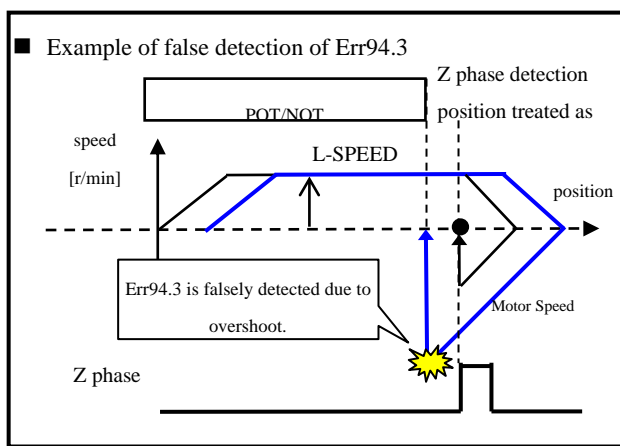 ■ Example of false detection of Err94.3
Z phase detection
position treated as
POT/NOT
speed
[r/min]
L-SPEED
position
Err94.3 is falsely detected due to
overshoot.
Motor Speed
Z phase